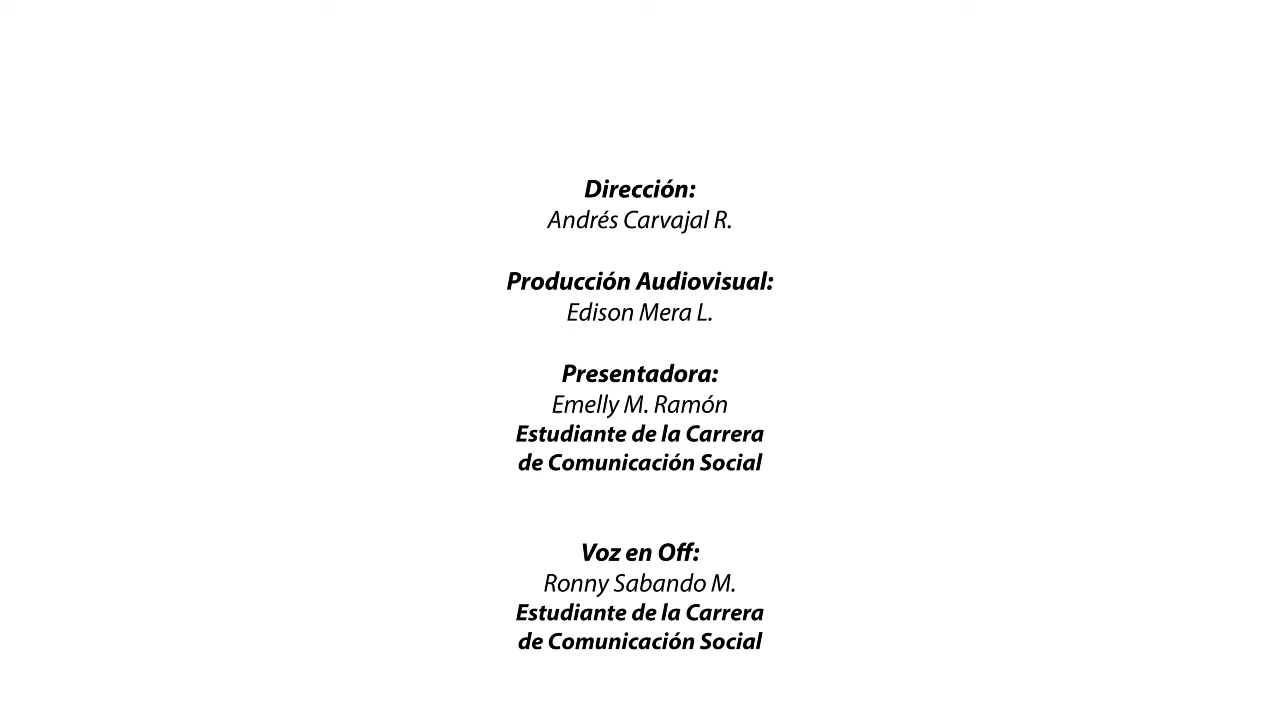 Dirección:
Andrés Carvajal R.
Producción Audiovisual:
Edison Mera L.
Presentadora:
Emelly M. Ramón
Estudiante de la Carrera
de Comunicación Social
Voz en Off:
Ronny Sabando M.
Estudiante de la Carrera
de Comunicación Social